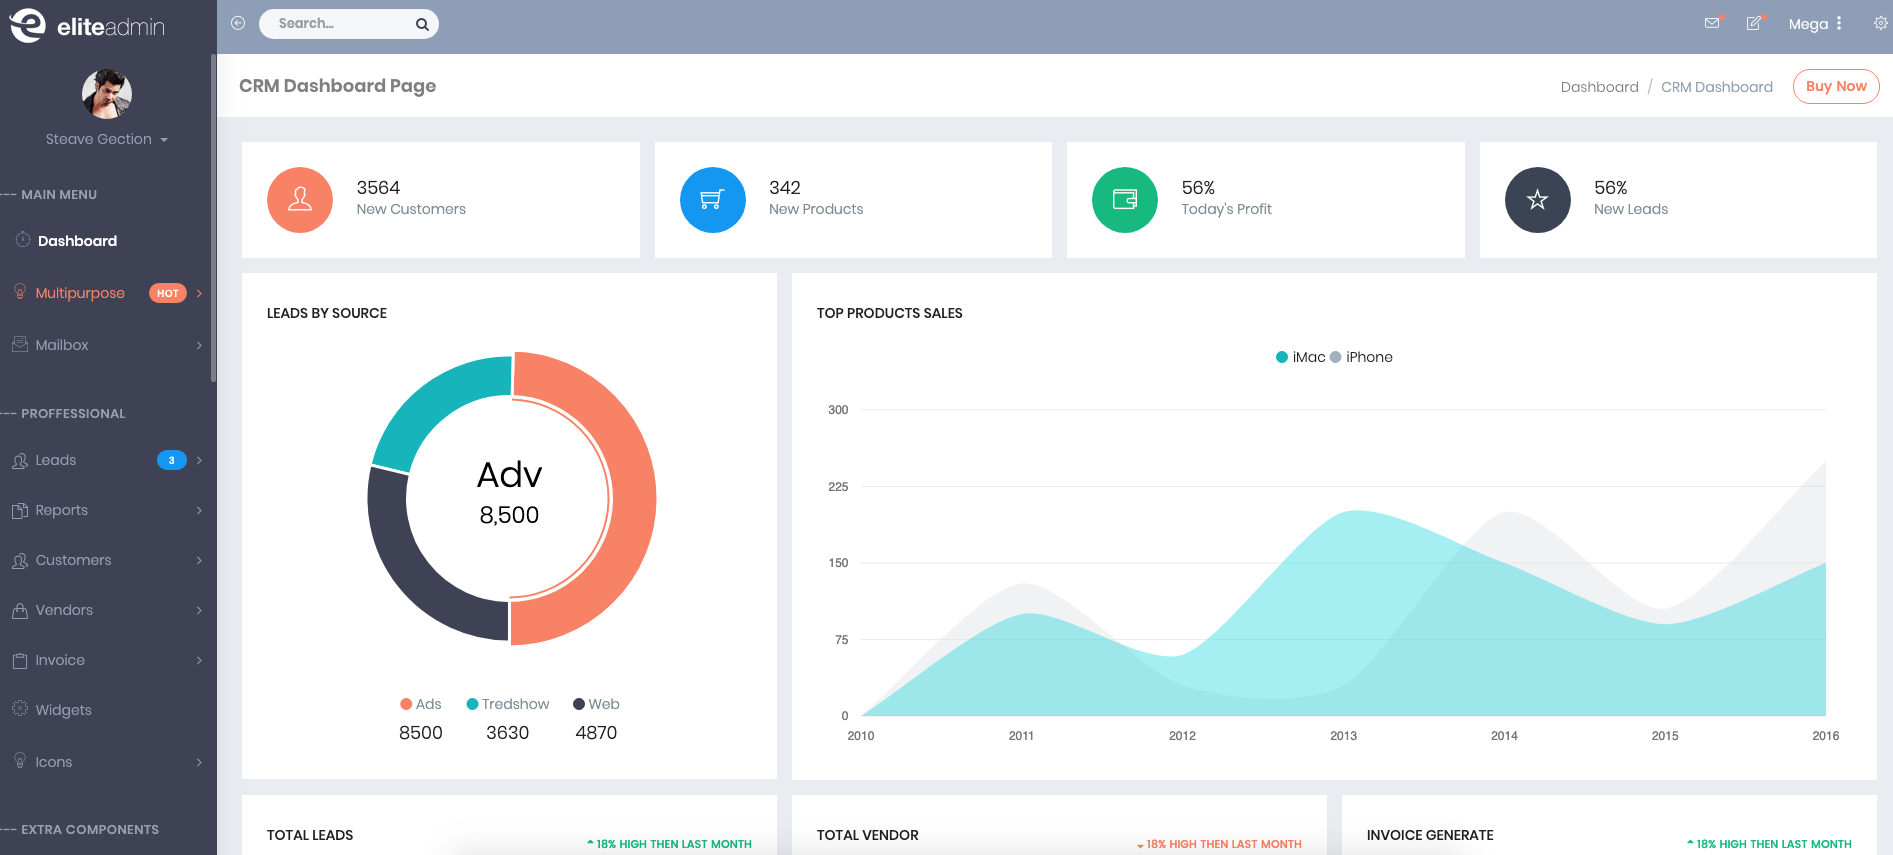 eliteadmin
Search...
Mega
Steave Gection
--- MAIN MENU
Dashboard
Multipurpose HOT
Mailbox
--- PROFFESSIONAL
Leads 3
Reports
Customers
Vendors
Invoice
Widgets
Icons
--- EXTRA COMPONENTS
CRM Dashboard Page
Dashboard / CRM Dashboard
Buy Now
3564
New Customers
342
New Products
56%
Today's Profit
56%
New Leads
LEADS BY SOURCE
Adv
8,500
Ads Tredshow Web
8500 3630 4870
TOP PRODUCTS SALES
iMac iPhone
300
225
150
75
0
2010 2011 2012 2013 2014 2015 2016
TOTAL LEADS
18% HIGH THEN LAST MONTH
TOTAL VENDOR
18% HIGH THEN LAST MONTH
INVOICE GENERATE
18% HIGH THEN LAST MONTH